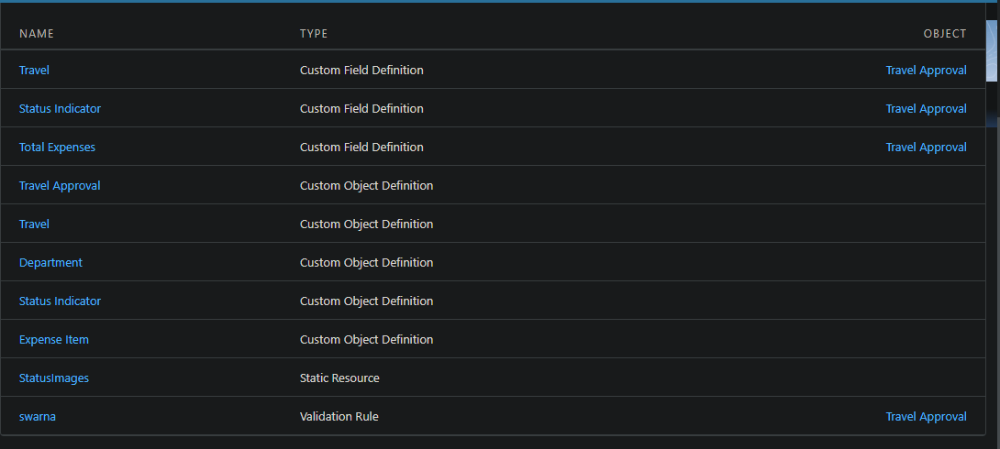 NAME TYPE OBJECT
Travel Custom Field Definition Travel Approval
Status Indicator Custom Field Definition Travel Approval
Total Expenses Custom Field Definition Travel Approval
Travel Approval Custom Object Definition
Travel Custom Object Definition
Department Custom Object Definition
Status Indicator Custom Object Definition
Expense Item Custom Object Definition
StatusImages Static Resource
swarna Validation Rule Travel Approval